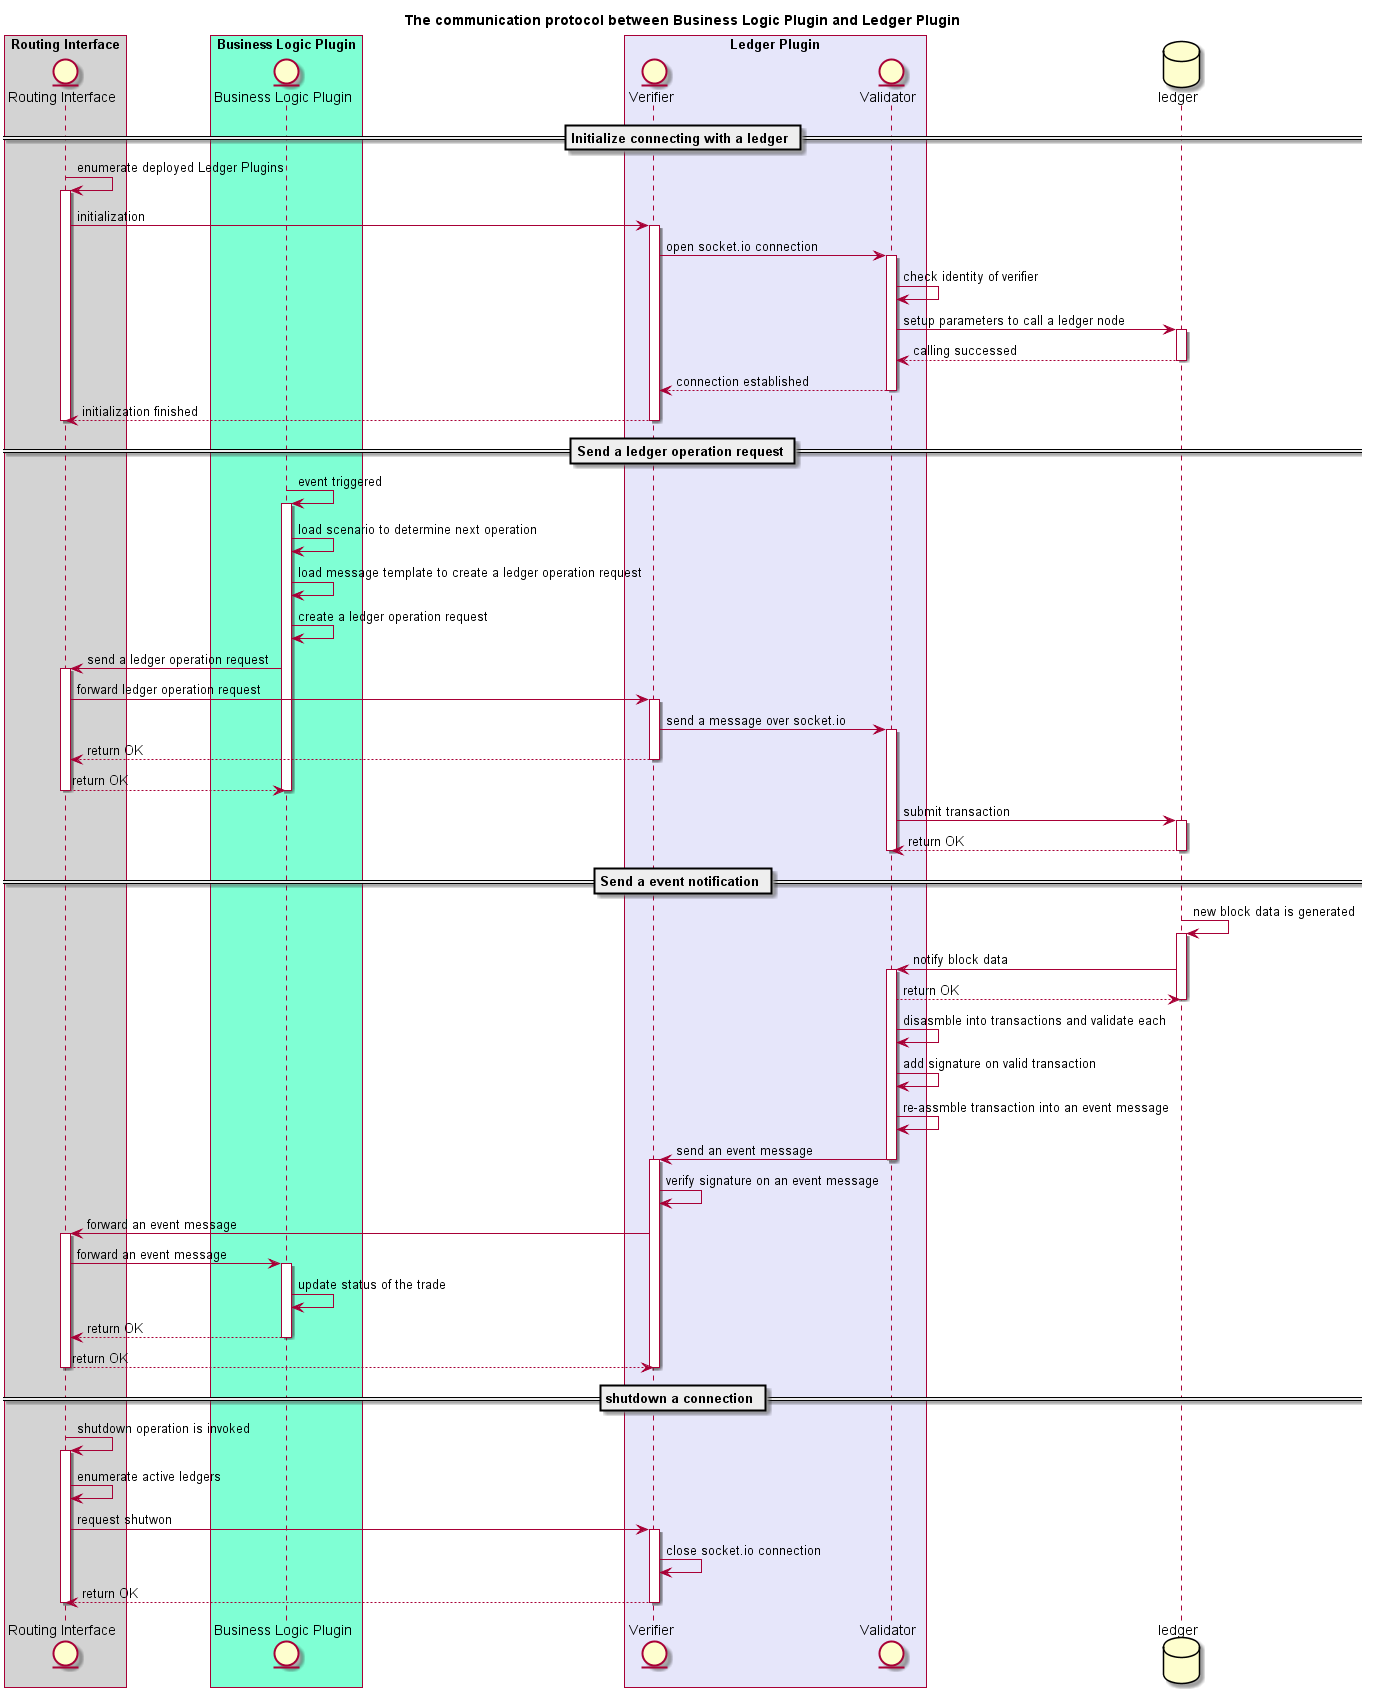 The communication protocol between Business Logic Plugin and Ledger Plugin
Routing Interface
Business Logic Plugin
Ledger Plugin
Routing Interface
Business Logic Plugin
Verifier
Validator
ledger
Initialize connecting with a ledger
enumerate deployed Ledger Plugins
initialization
open socket.io connection
check identity of verifier
setup parameters to call a ledger node
calling successed
connection established
initialization finished
Send a ledger operation request
event triggered
load scenario to determine next operation
load message template to create a ledger operation request
create a ledger operation request
send a ledger operation request
forward ledger operation request
send a message over socket.io
return OK
return OK
submit transaction
return OK
Send a event notification
new block data is generated
notify block data
return OK
disasmble into transactions and validate each
add signature on valid transaction
re-assmble transaction into an event message
send an event message
verify signature on an event message
forward an event message
forward an event message
update status of the trade
return OK
return OK
shutdown a connection
shutdown operation is invoked
enumerate active ledgers
request shutwon
close socket.io connection
return OK
Routing Interface
Business Logic Plugin
Verifier
Validator
ledger